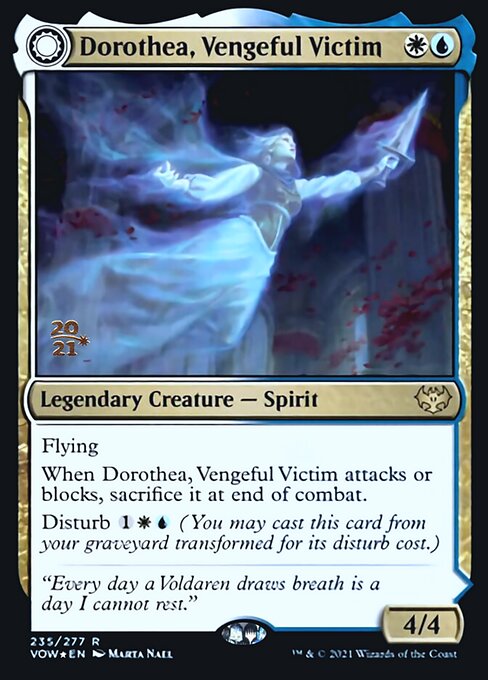 Dorothea, Vengeful Victim
20
21
Legendary Creature — Spirit
Flying
When Dorothea, Vengeful Victim attacks or
blocks, sacrifice it at end of combat.
Disturb 1 (You may cast this card from
your graveyard transformed for its disturb cost.)
“Every day a Voldaren draws breath is a
day I cannot rest.”
4/4
235/277 R
VOW★EN Marta Nael
™ & © 2021 Wizards of the Coast